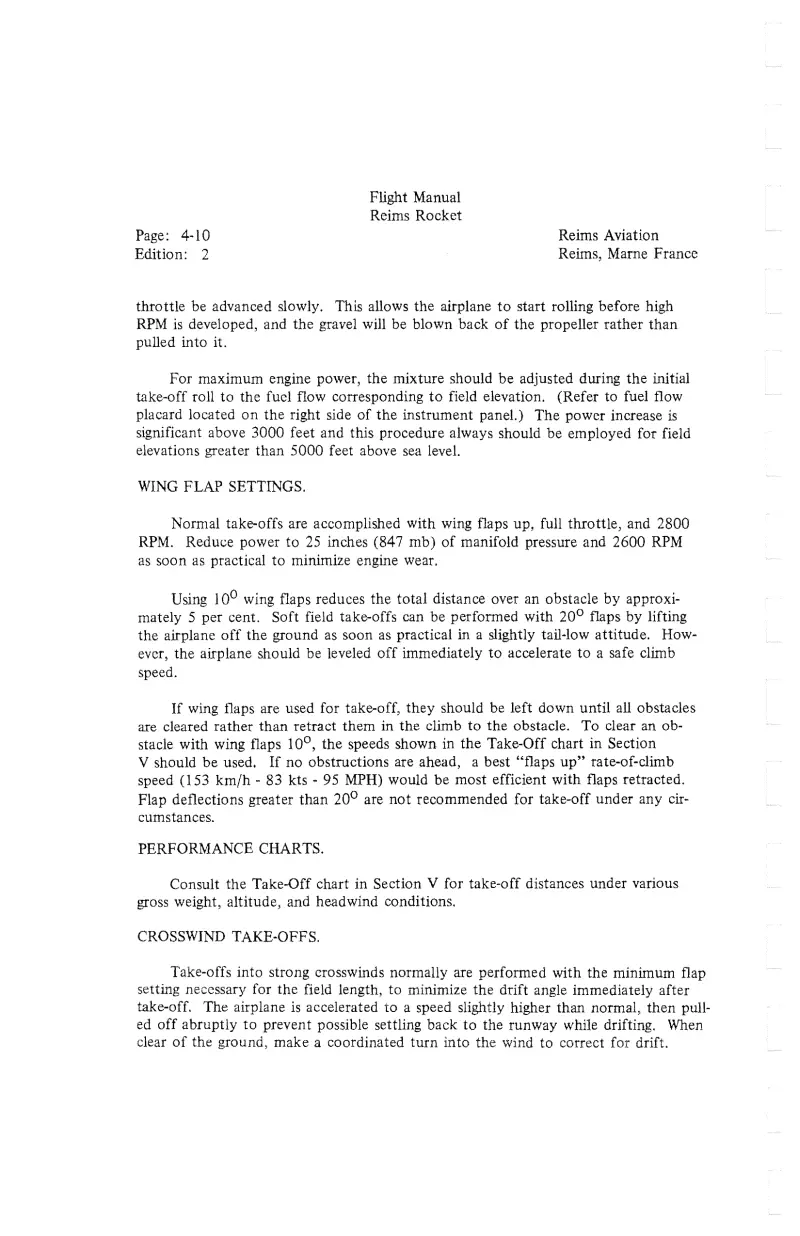 Flight Manual
Reims Rocket
Page: 4-10
Reims Aviation
Edition: 2
Reims, Marne France
throttle be advanced slowly. This allows the airplane to start rolling before high
RPM is developed, and the gravel will be blown back of the propeller rather than
pulled into it.
For maximum engine power, the mixture should be adjusted during the initial
take-off roll to the fuel flow corresponding to field elevation. (Refer to fuel flow
placard located on the right side of the instrument panel.) The power increase is
significant above 3000 feet and this procedure always should be employed for field
elevations greater than 5000 feet above sea level.
WING FLAP SETTINGS.
Normal take-offs are accomplished with wing flaps up, full throttle, and 2800
RPM. Reduce power to 25 inches (847 mb) of manifold pressure and 2600 RPM
as soon as practical to minimize engine wear.
Using 10⁰ wing flaps reduces the total distance over an obstacle by approxi-
mately 5 per cent. Soft field take-offs can be performed with 20⁰ flaps by lifting
the airplane off the ground as soon as practical in a slightly tail-low attitude. How-
ever, the airplane should be leveled off immediately to accelerate to a safe climb
speed.
If wing flaps are used for take-off, they should be left down until all obstacles
are cleared rather than retract them in the climb to the obstacle. To clear an ob-
stacle with wing flaps 10⁰, the speeds shown in the Take-Off chart in Section
V should be used. If no obstructions are ahead, a best “flaps up” rate-of-climb
speed (153 km/h - 83 kts - 95 MPH) would be most efficient with flaps retracted.
Flap deflections greater than 20⁰ are not recommended for take-off under any cir-
cumstances.
PERFORMANCE CHARTS.
Consult the Take-Off chart in Section V for take-off distances under various
gross weight, altitude, and headwind conditions.
CROSSWIND TAKE-OFFS.
Take-offs into strong crosswinds normally are performed with the minimum flap
setting necessary for the field length, to minimize the drift angle immediately after
take-off. The airplane is accelerated to a speed slightly higher than normal, then pull-
ed off abruptly to prevent possible settling back to the runway while drifting. When
clear of the ground, make a coordinated turn into the wind to correct for drift.